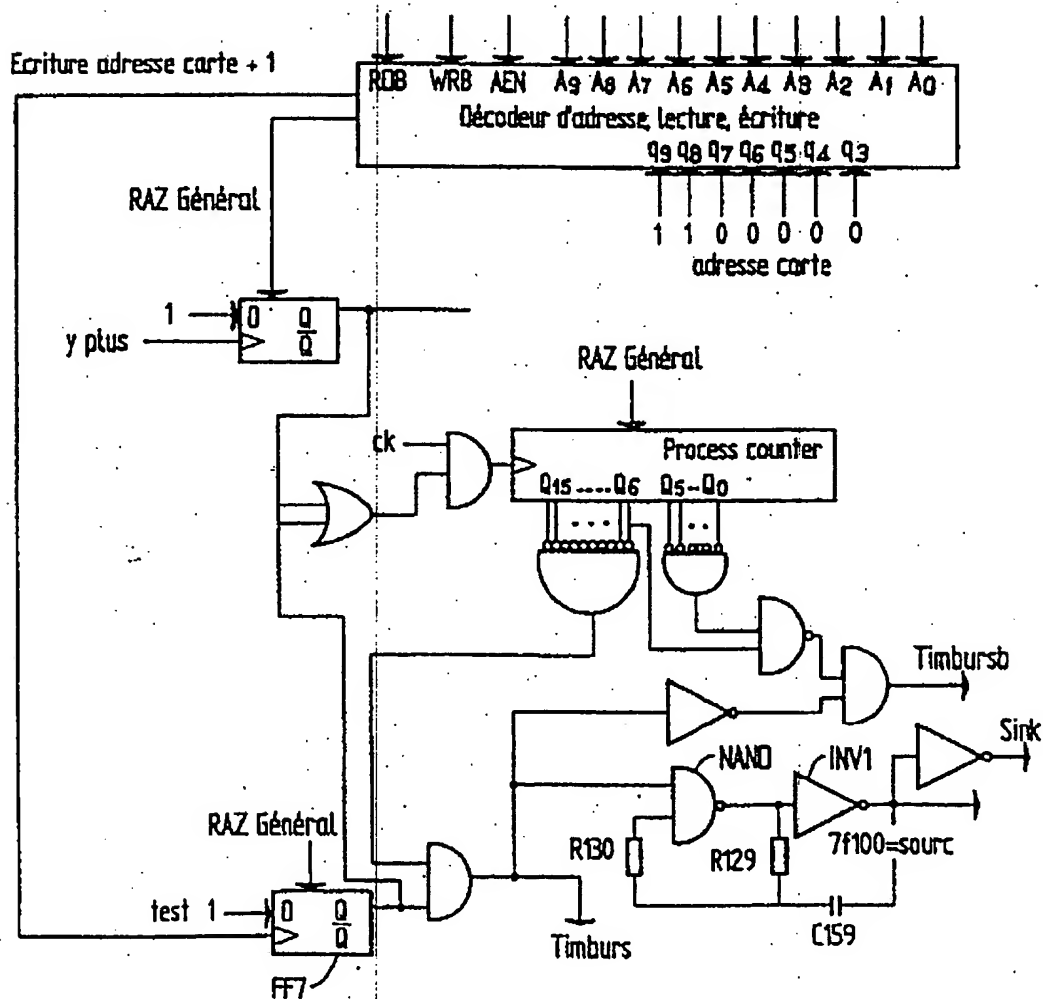 Ecriture adresse carte + 1
RDB WRB AEN A9 A8 A7 A6 A5 A4 A3 A2 A1 A0
Décodeur d'adresse, lecture, écriture
q9 q8 q7 q6 q5 q4 q3
RAZ Général
1 1 0 0 0 0 0
adresse carte
1
D Q
Q
y plus
RAZ Général
ck
Process counter
Q15....Q6 Q5-Q0
Timbursb
Sink
NAND
INV1
RAZ Général
R130
R129
7f100=sourc
test 1
D Q
Q
C159
Timburs
FF7